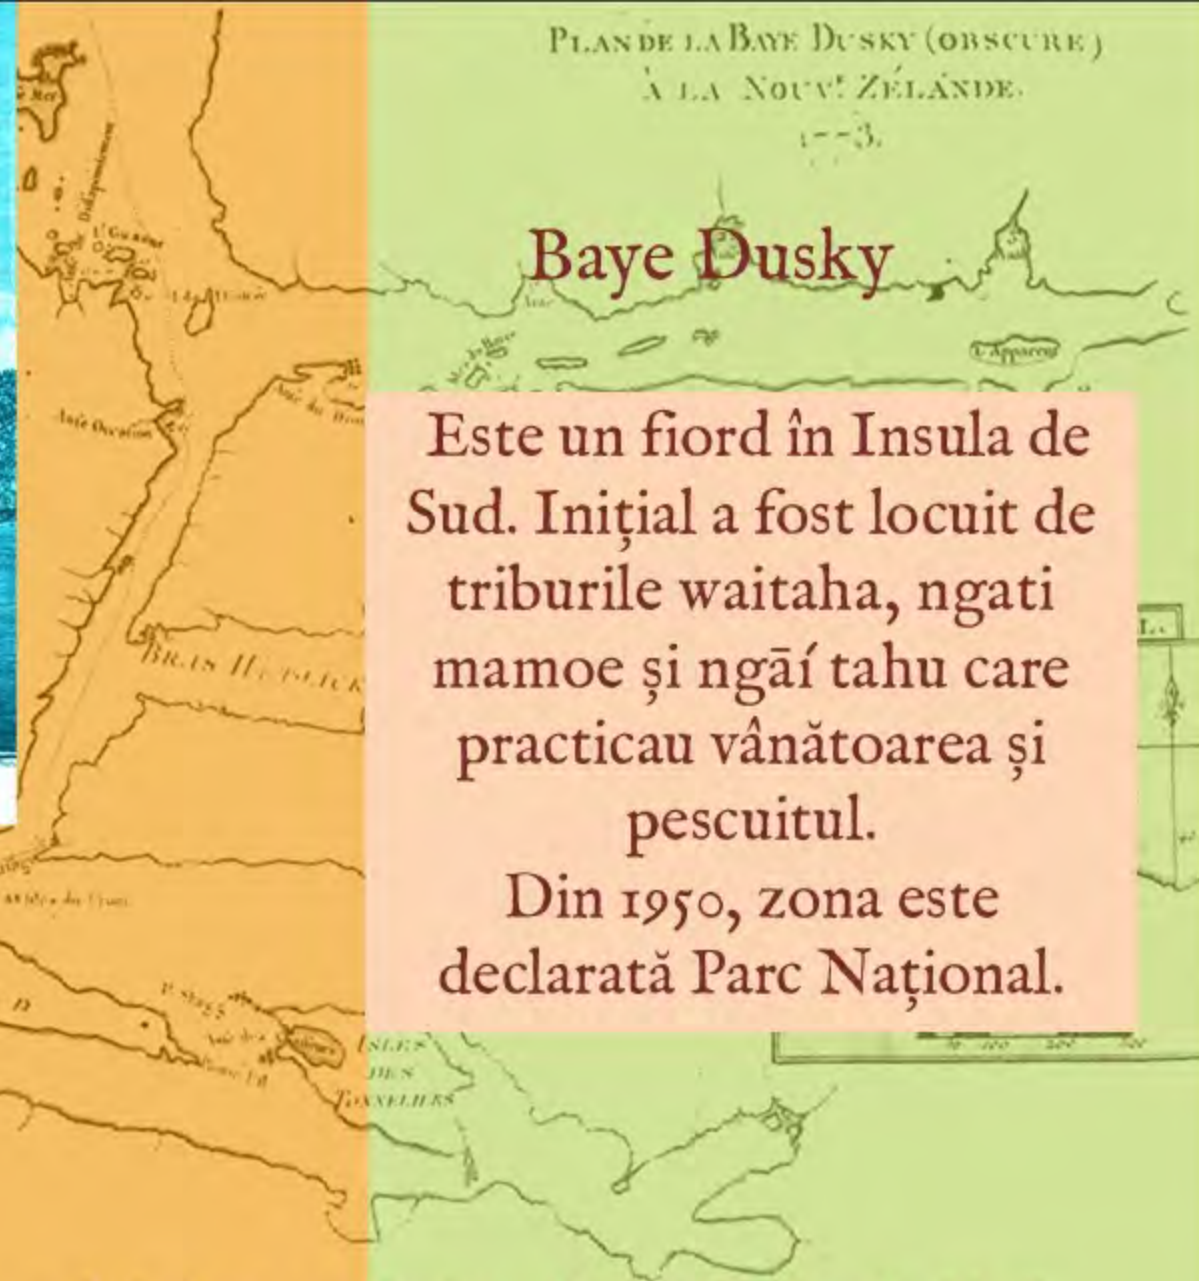 PLAN DE LA BAYE DUSKY (OBSCURE)
À LA NOUV.e ZÉLANDE.
Baye Dusky
L'Apparent
Este un fiord în Insula de
Sud. Inițial a fost locuit de
triburile waitaha, ngati
mamoe și ngāí tahu care
practicau vânătoarea și
pescuitul.
Din 1950, zona este
declarată Parc Național.
BRAS
ISLES
DES
TONNELIERS